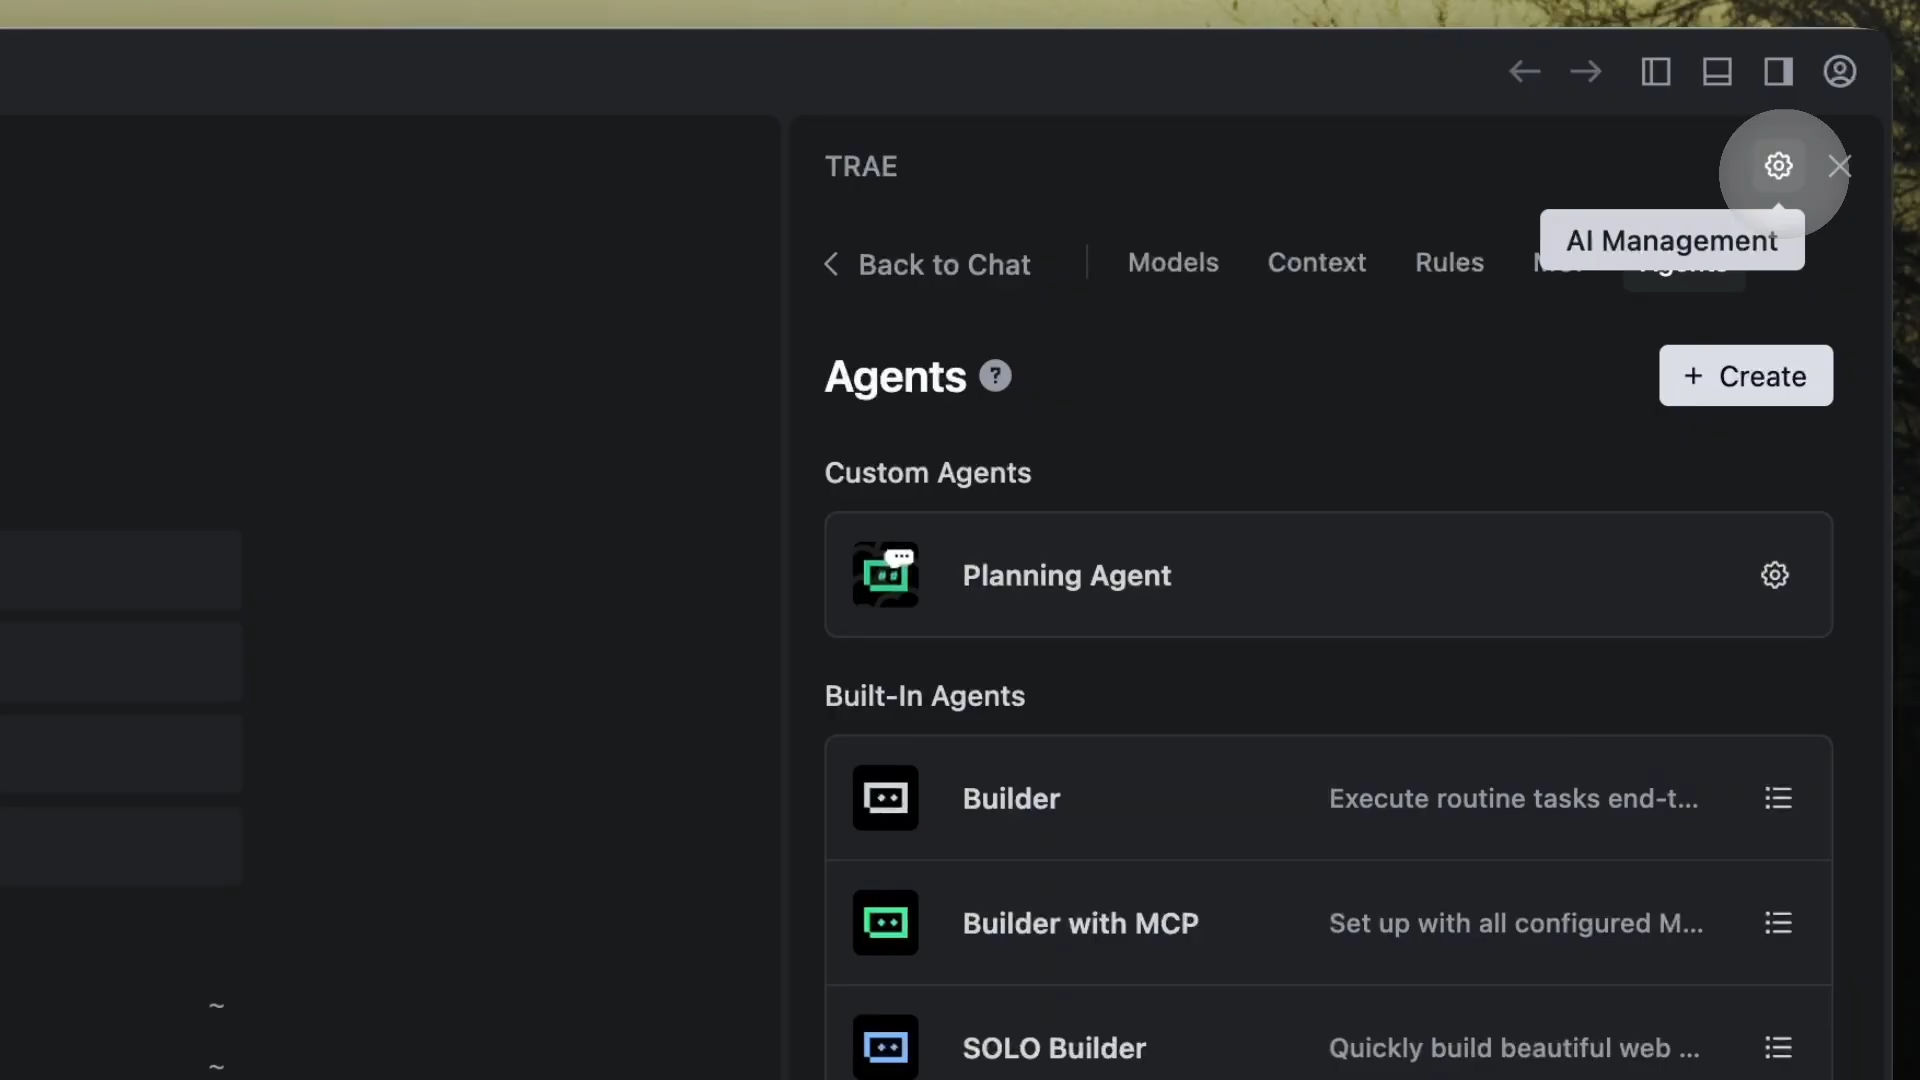 TRAE
AI Management
Back to Chat
Models
Context
Rules
Agents
Agents ?
+ Create
Custom Agents
Planning Agent
Built-In Agents
Builder
Execute routine tasks end-t...
Builder with MCP
Set up with all configured M...
SOLO Builder
Quickly build beautiful web ...
~
~